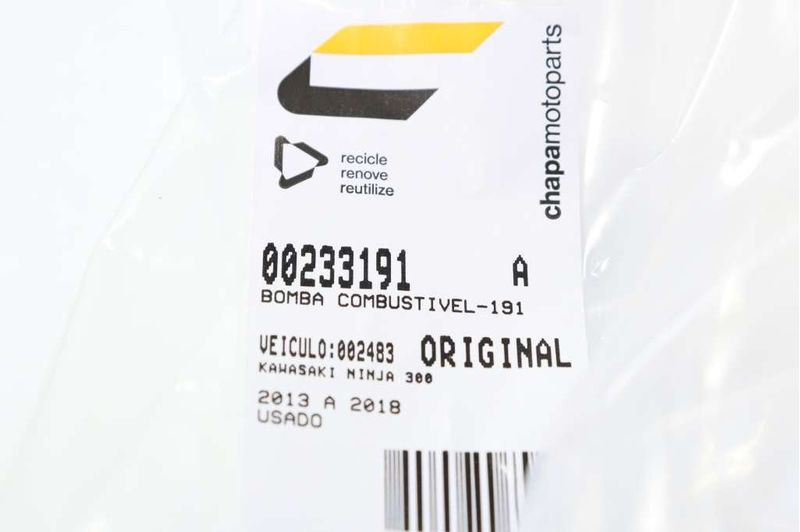 chapamotoparts
recicle
renove
reutilize
00233191 A
BOMBA COMBUSTIVEL-191
VEICULO:002483 ORIGINAL
KAWASAKI NINJA 300
2013 A 2018
USADO